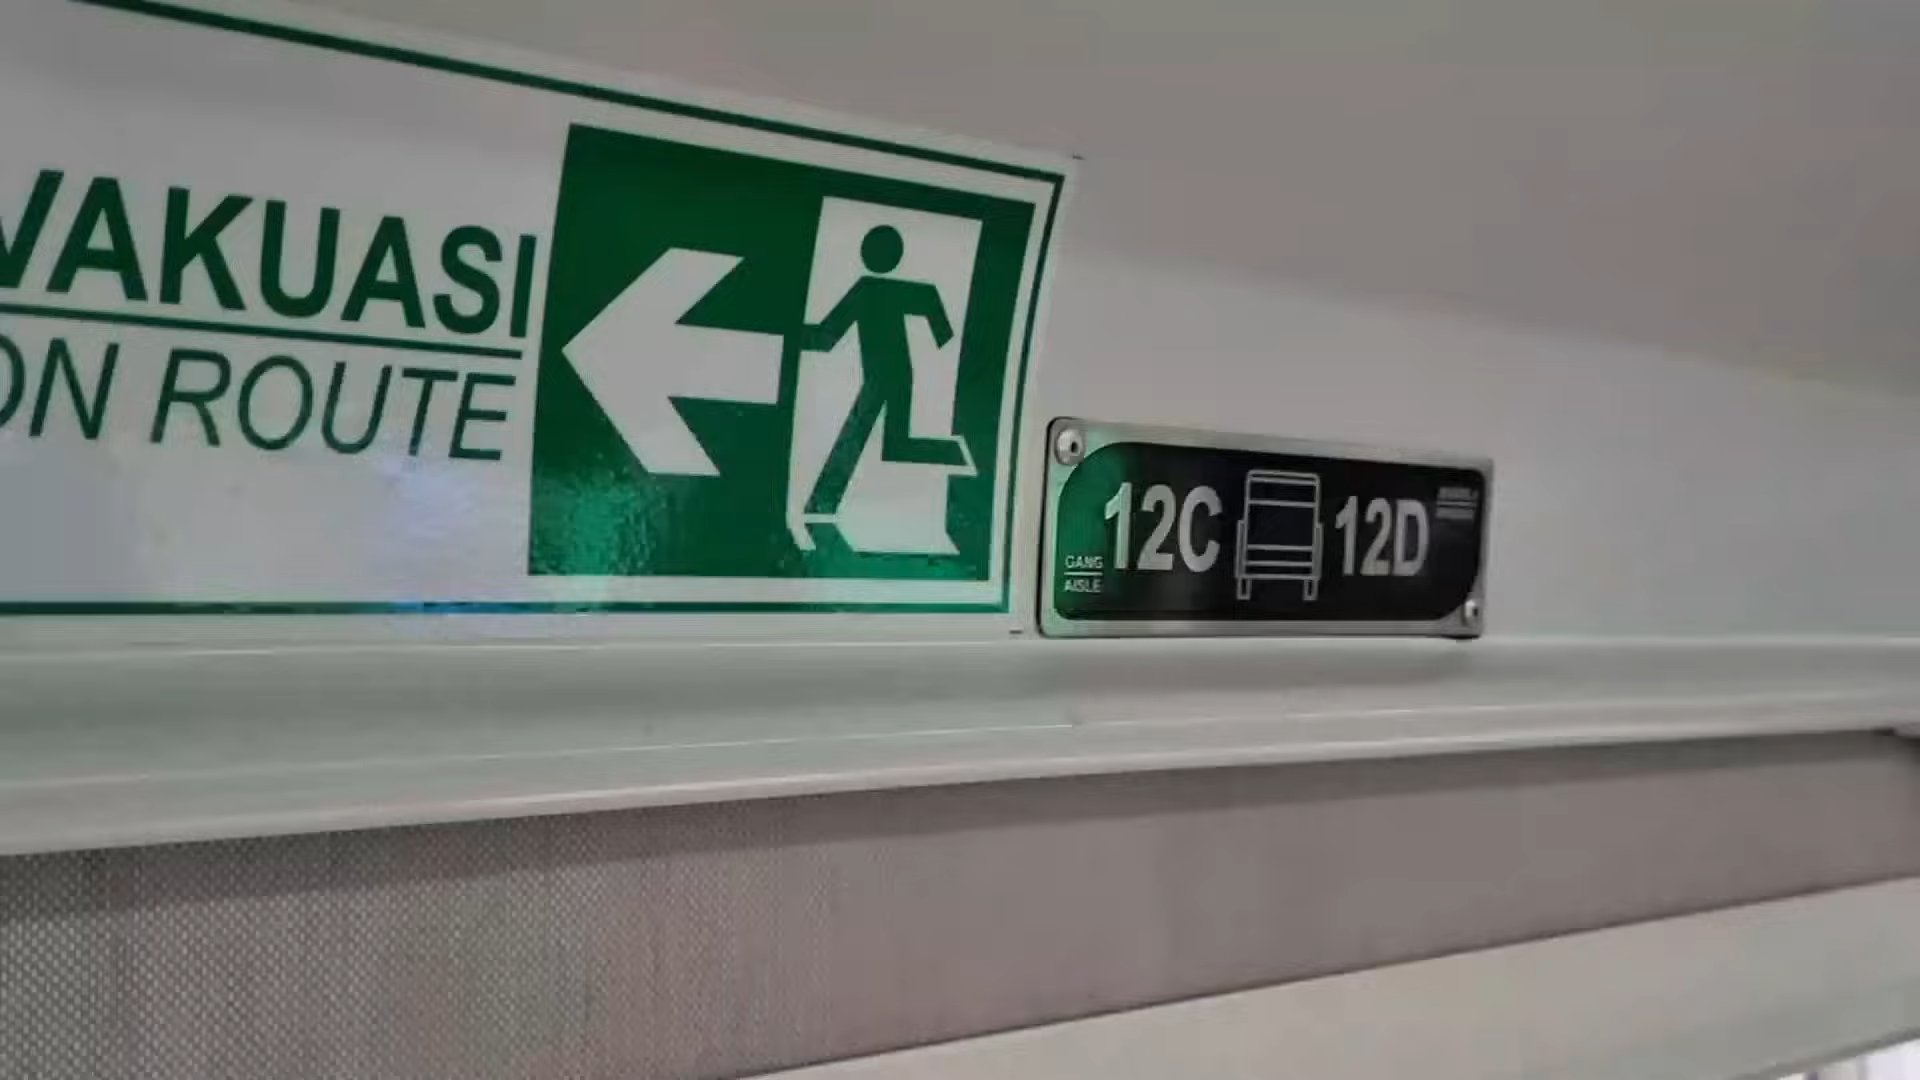 VAKUASI
ON ROUTE
12C 12D
GANG
AISLE